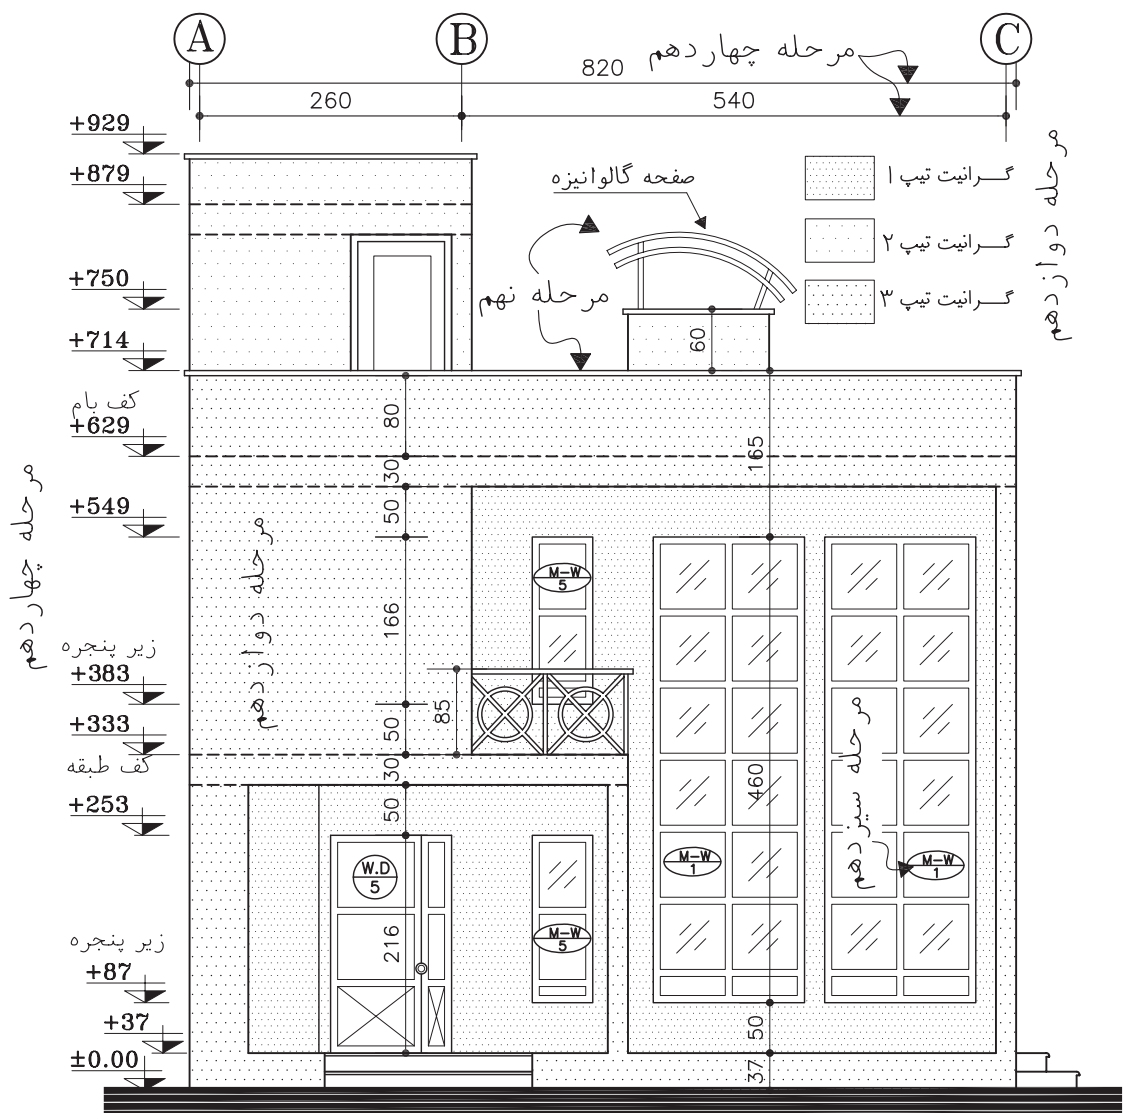 A B C
مرحله چهاردهم
820
260 540
+929
+879
+750
+714
کف بام
+629
+549
زیر پنجره
+383
+333
کف طبقه
+253
زیر پنجره
+87
+37
±0.00
مرحله چهاردهم
مرحله دوازدهم
صفحه گالوانیزه
مرحله نهم
گرانیت تیپ ۱
گرانیت تیپ ۲
گرانیت تیپ ۳
مرحله دوازدهم
60
80
30
50
166
50
30
50
216
85
165
460
50
37
M-W
5
W.D
5
M-W
5
M-W
1
مرحله سیزدهم
M-W
1